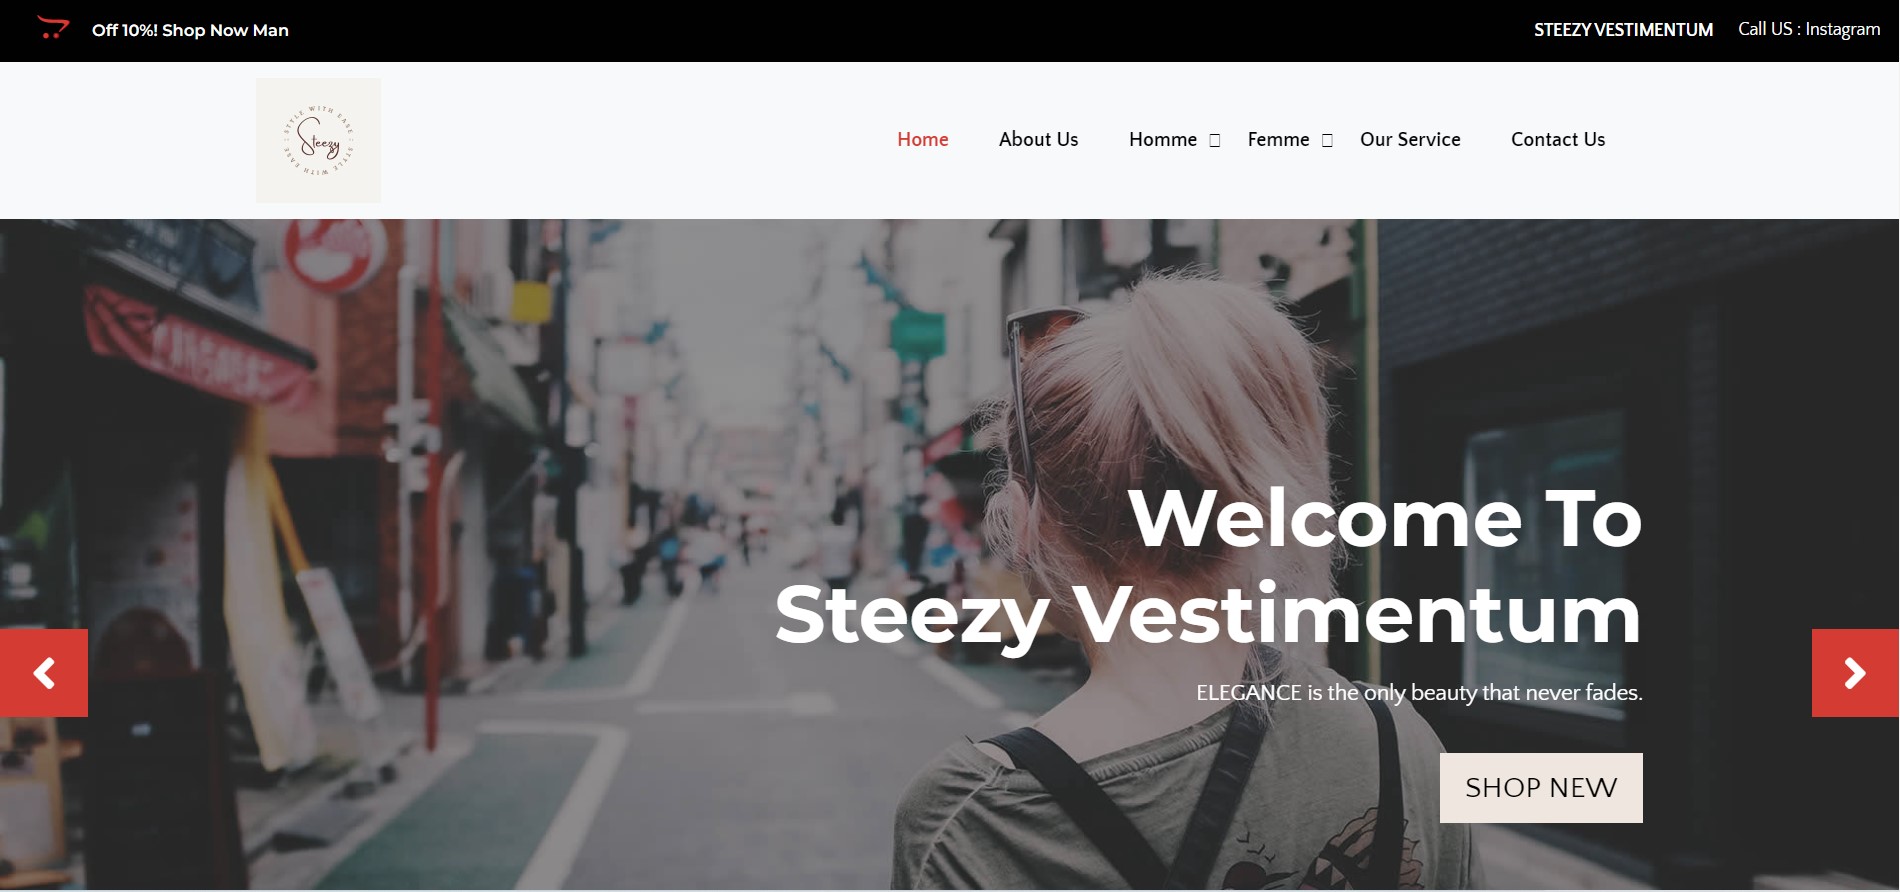 Off 10%! Shop Now Man
STEEZY VESTIMENTUM
Call US : Instagram
STYLE WITH EASE : STYLE WITH EASE :
Steezy
Home
About Us
Homme
Femme
Our Service
Contact Us
Welcome To
Steezy Vestimentum
ELEGANCE is the only beauty that never fades.
SHOP NEW